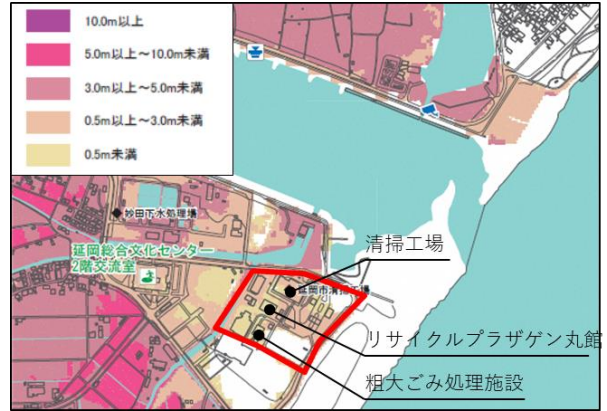 10.0m以上
5.0m以上～10.0m未満
3.0m以上～5.0m未満
0.5m以上～3.0m未満
0.5m未満
妙田下水処理場
延岡総合文化センター
2階交流室
清掃工場
延岡市清掃工場
リサイクルプラザゲン丸館
粗大ごみ処理施設